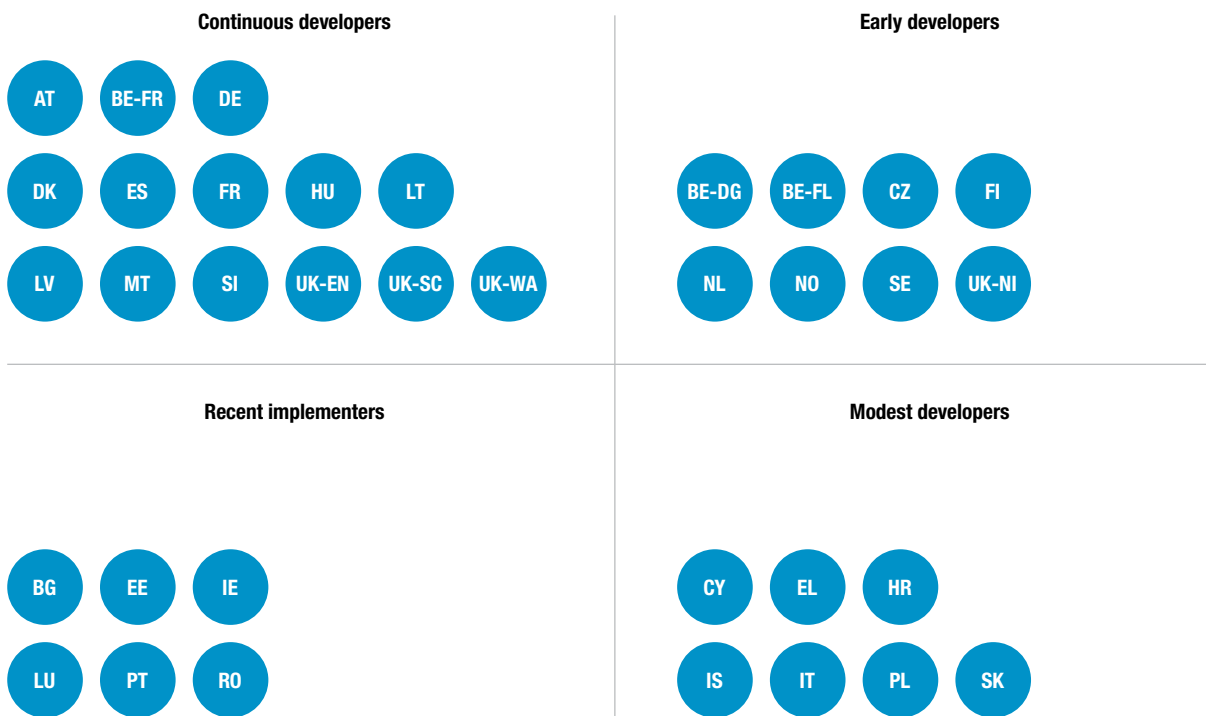 Continuous developers
AT BE-FR DE
DK ES FR HU LT
LV MT SI UK-EN UK-SC UK-WA
Early developers
BE-DG BE-FL CZ FI
NL NO SE UK-NI
Recent implementers
BG EE IE
LU PT RO
Modest developers
CY EL HR
IS IT PL SK